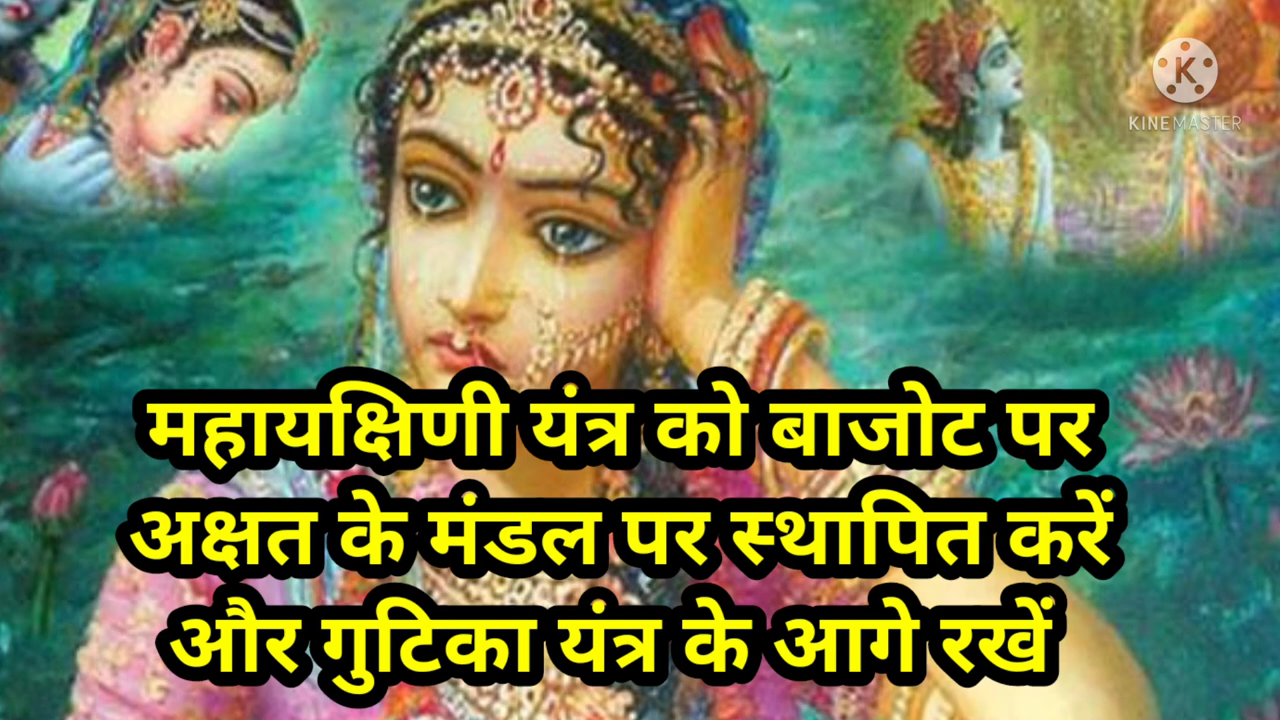 KINEMASTER
महायक्षिणी यंत्र को बाजोट पर
अक्षत के मंडल पर स्थापित करें
और गुटिका यंत्र के आगे रखें